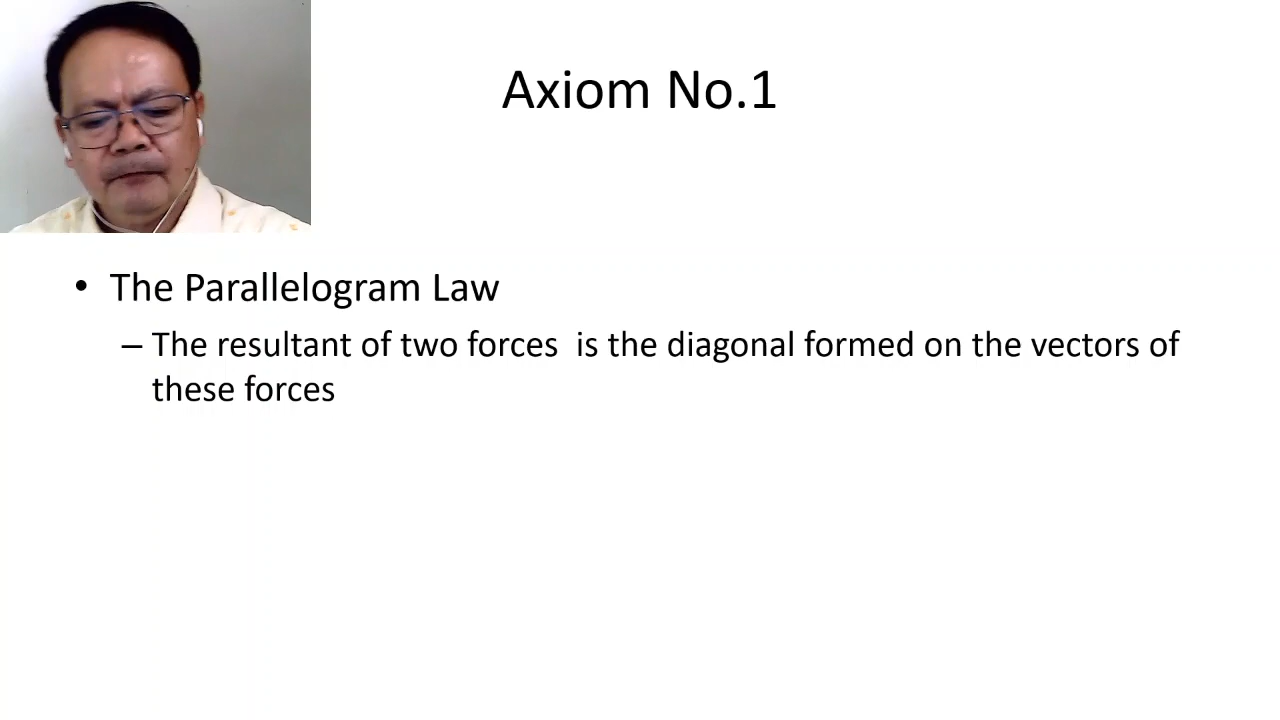 Axiom No.1
• The Parallelogram Law
– The resultant of two forces  is the diagonal formed on the vectors of
these forces